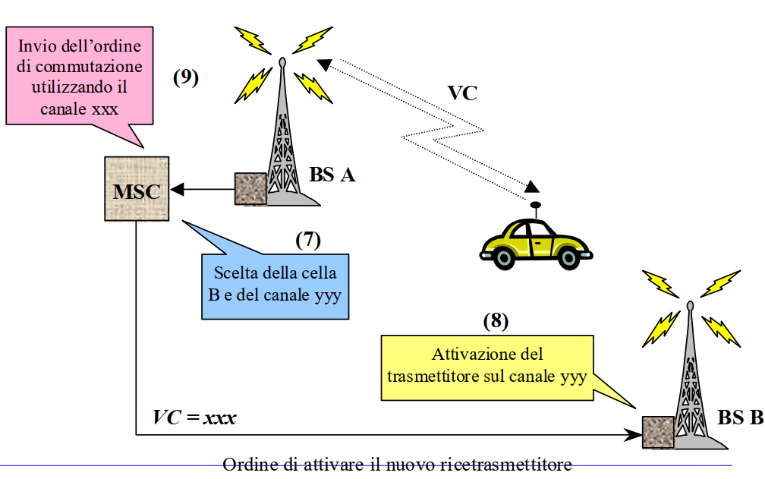 Invio dell'ordine
di commutazione
utilizzando il
canale xxx
(9)
VC
BS A
MSC
(7)
Scelta della cella
B e del canale yyy
(8)
Attivazione del
trasmettitore sul canale yyy
BS B
VC = xxx
Ordine di attivare il nuovo ricetrasmettitore